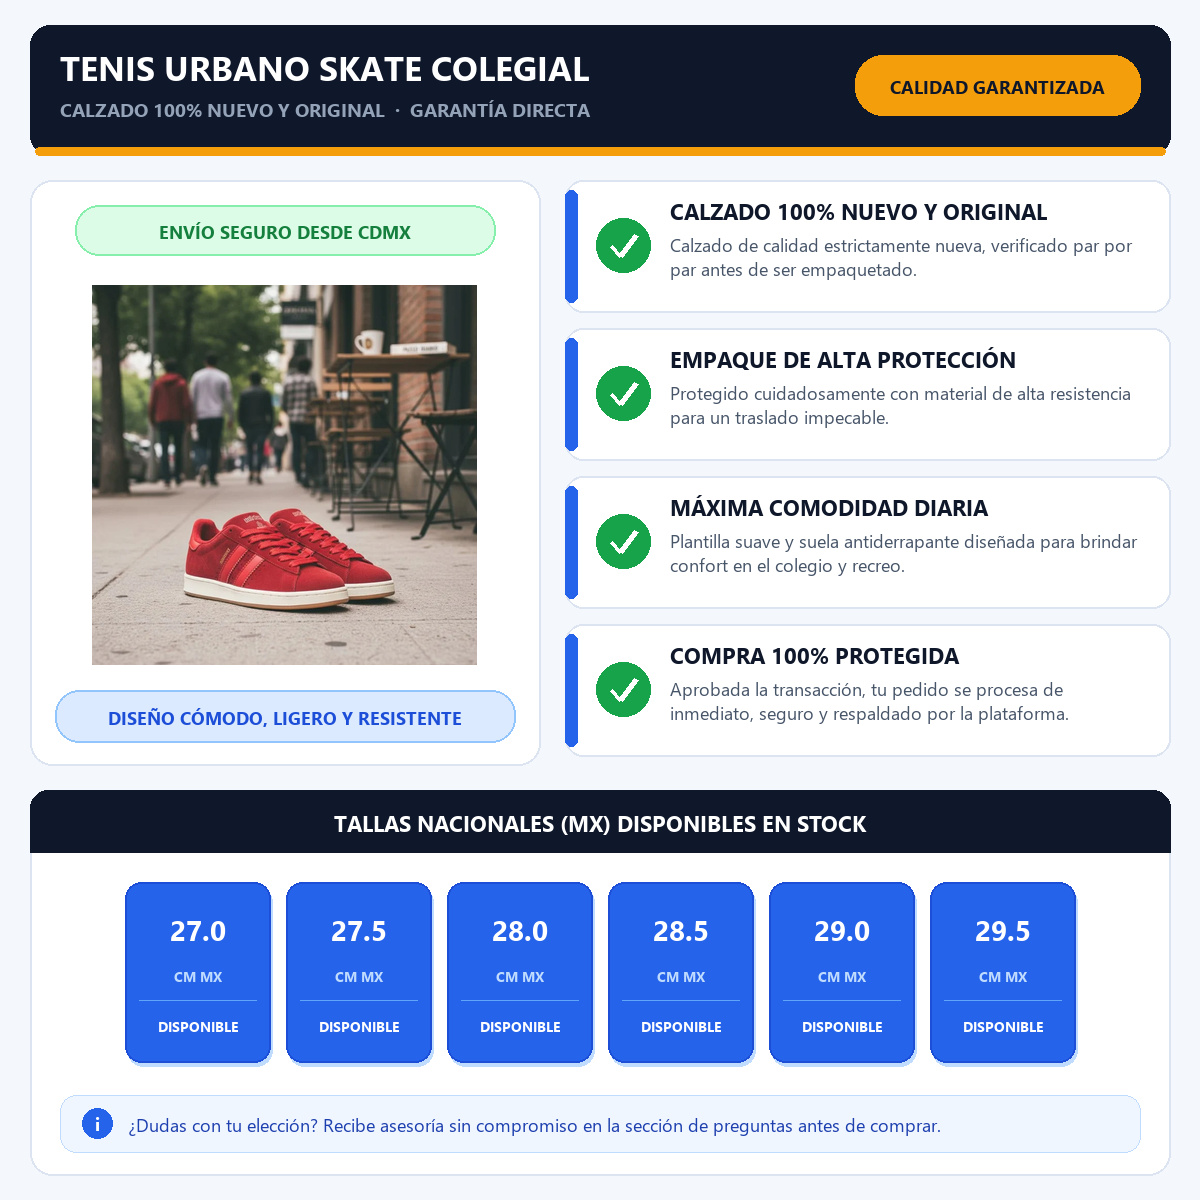 TENIS URBANO SKATE COLEGIAL
CALZADO 100% NUEVO Y ORIGINAL · GARANTÍA DIRECTA
CALIDAD GARANTIZADA
ENVÍO SEGURO DESDE CDMX
DISEÑO CÓMODO, LIGERO Y RESISTENTE
CALZADO 100% NUEVO Y ORIGINAL
Calzado de calidad estrictamente nueva, verificado par por
par antes de ser empaquetado.
EMPAQUE DE ALTA PROTECCIÓN
Protegido cuidadosamente con material de alta resistencia
para un traslado impecable.
MÁXIMA COMODIDAD DIARIA
Plantilla suave y suela antiderrapante diseñada para brindar
confort en el colegio y recreo.
COMPRA 100% PROTEGIDA
Aprobada la transacción, tu pedido se procesa de
inmediato, seguro y respaldado por la plataforma.
TALLAS NACIONALES (MX) DISPONIBLES EN STOCK
27.0 27.5 28.0 28.5 29.0 29.5
CM MX CM MX CM MX CM MX CM MX CM MX
DISPONIBLE DISPONIBLE DISPONIBLE DISPONIBLE DISPONIBLE DISPONIBLE
i ¿Dudas con tu elección? Recibe asesoría sin compromiso en la sección de preguntas antes de comprar.